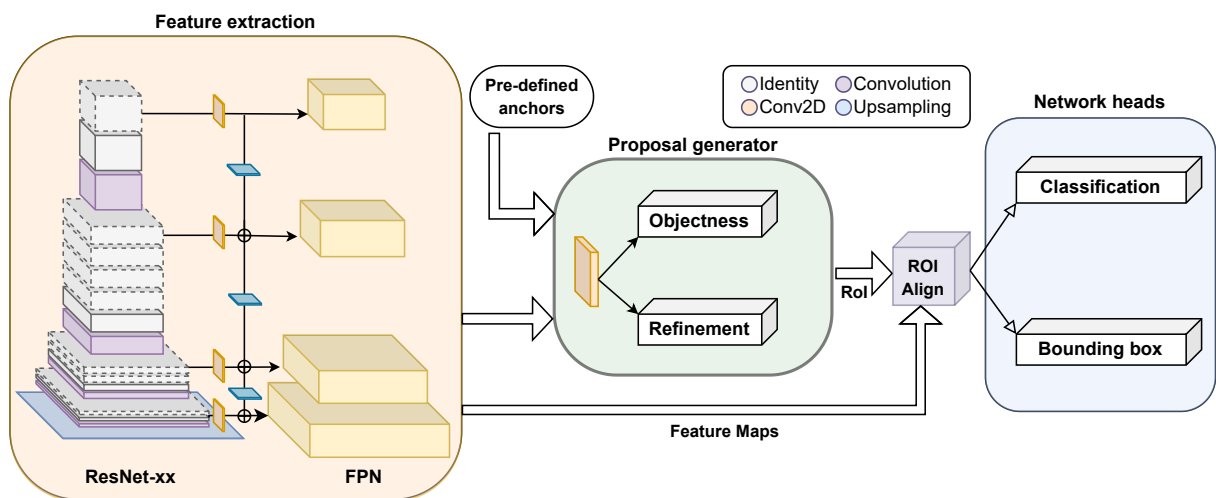 Feature extraction
ResNet-xx
FPN
Pre-defined
anchors
Proposal generator
Objectness
Refinement
Identity
Convolution
Conv2D
Upsampling
RoI
ROI
Align
Feature Maps
Network heads
Classification
Bounding box